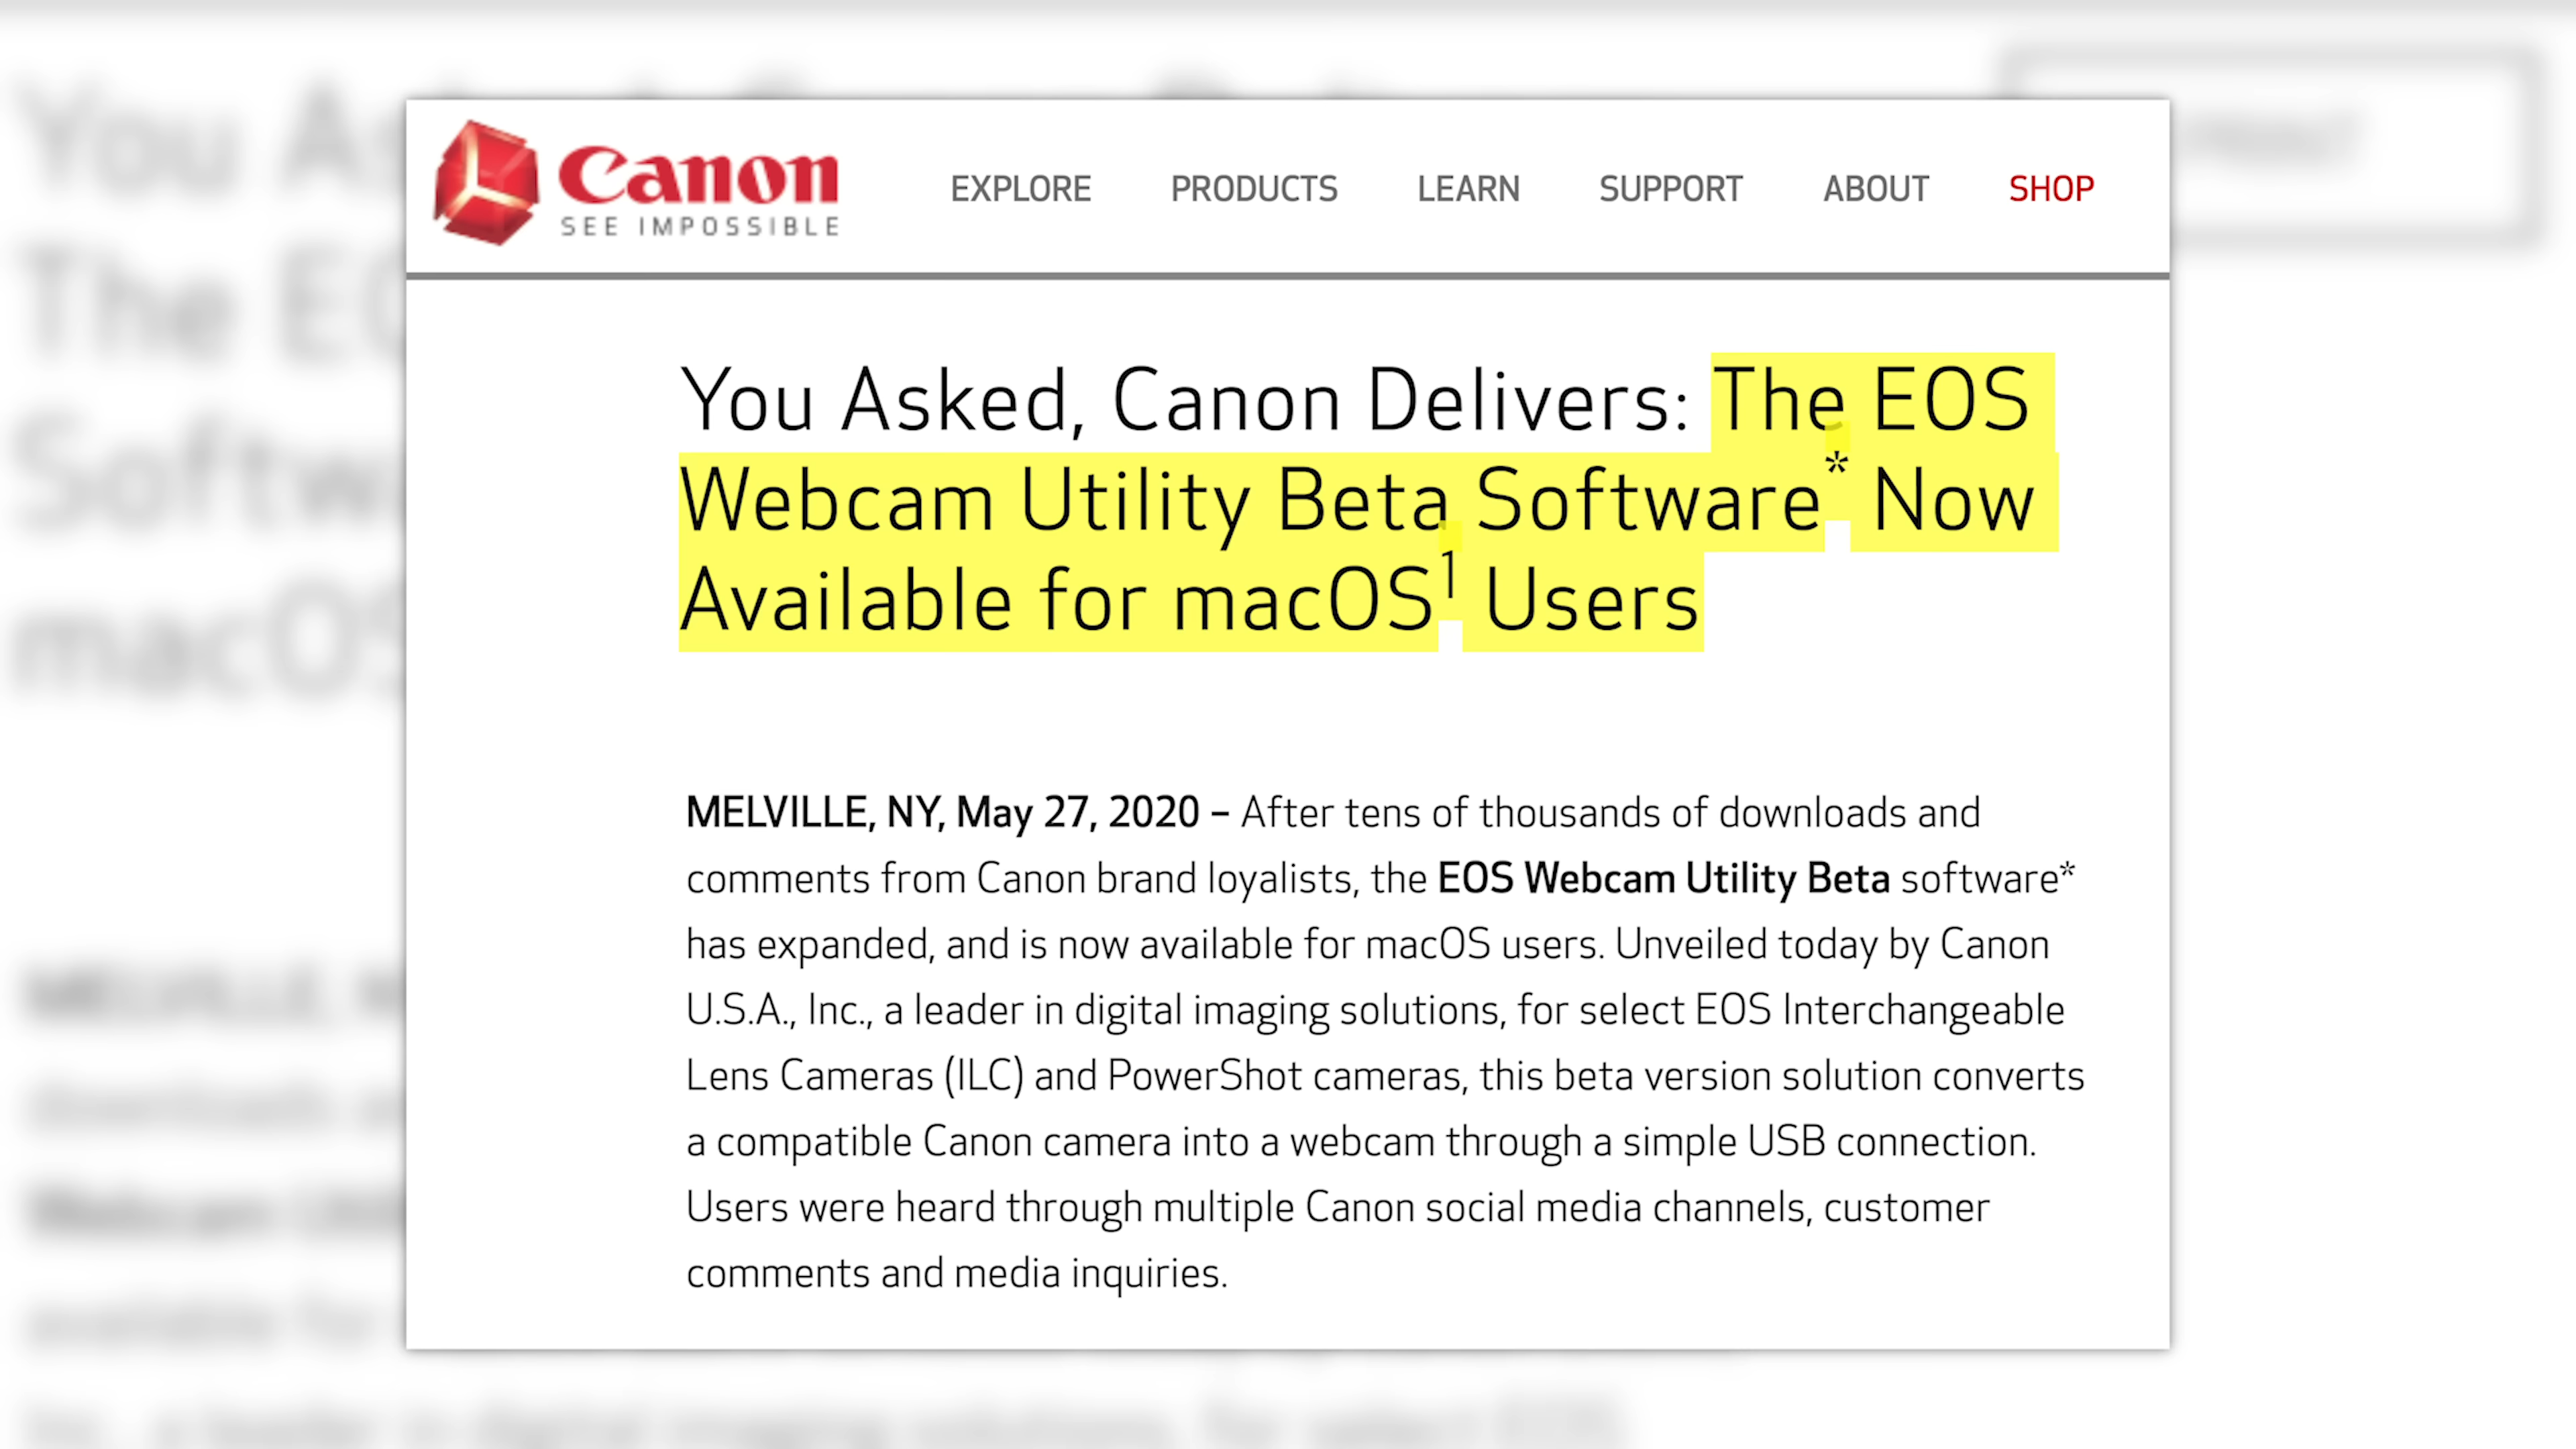 Canon
SEE IMPOSSIBLE
EXPLORE PRODUCTS LEARN SUPPORT ABOUT SHOP
You Asked, Canon Delivers: The EOS
Webcam Utility Beta Software* Now
Available for macOS¹ Users
MELVILLE, NY, May 27, 2020 – After tens of thousands of downloads and
comments from Canon brand loyalists, the EOS Webcam Utility Beta software*
has expanded, and is now available for macOS users. Unveiled today by Canon
U.S.A., Inc., a leader in digital imaging solutions, for select EOS Interchangeable
Lens Cameras (ILC) and PowerShot cameras, this beta version solution converts
a compatible Canon camera into a webcam through a simple USB connection.
Users were heard through multiple Canon social media channels, customer
comments and media inquiries.